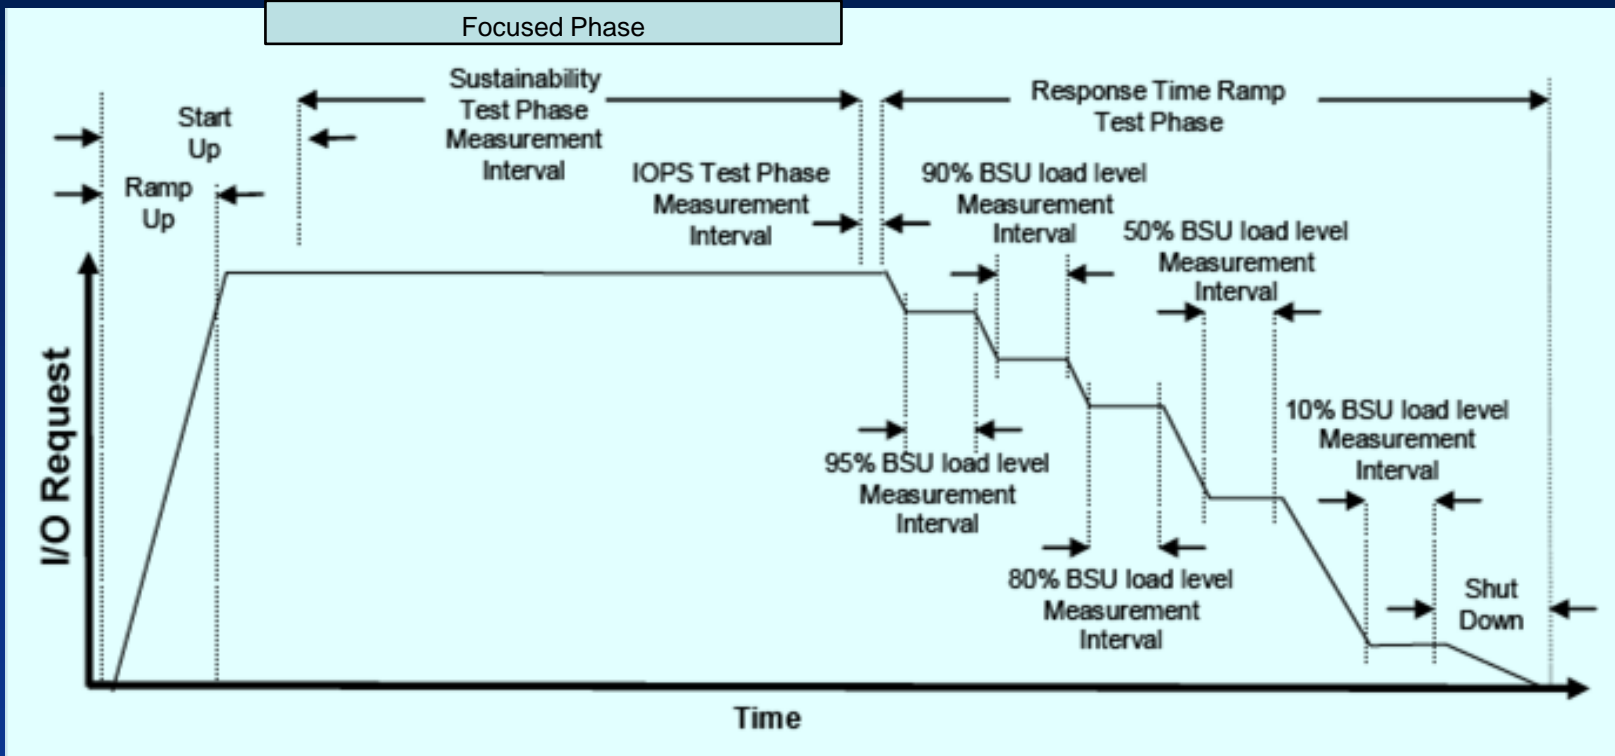 Focused Phase
Start
Up
Ramp
Up
Sustainability
Test Phase
Measurement
Interval
IOPS Test Phase
Measurement
Interval
Response Time Ramp
Test Phase
90% BSU load level
Measurement
Interval
50% BSU load level
Measurement
Interval
95% BSU load level
Measurement
Interval
80% BSU load level
Measurement
Interval
10% BSU load level
Measurement
Interval
Shut
Down
I/O Request
Time